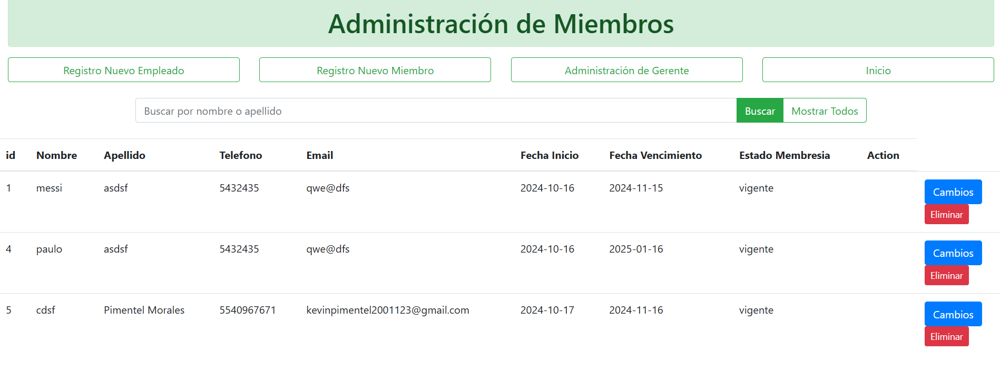 Administración de Miembros
Registro Nuevo Empleado Registro Nuevo Miembro Administración de Gerente Inicio
Buscar por nombre o apellido Buscar Mostrar Todos
id Nombre Apellido Telefono Email Fecha Inicio Fecha Vencimiento Estado Membresia Action
1 messi asdsf 5432435 qwe@dfs 2024-10-16 2024-11-15 vigente Cambios
Eliminar
4 paulo asdsf 5432435 qwe@dfs 2024-10-16 2025-01-16 vigente Cambios
Eliminar
5 cdsf Pimentel Morales 5540967671 kevinpimentel2001123@gmail.com 2024-10-17 2024-11-16 vigente Cambios
Eliminar